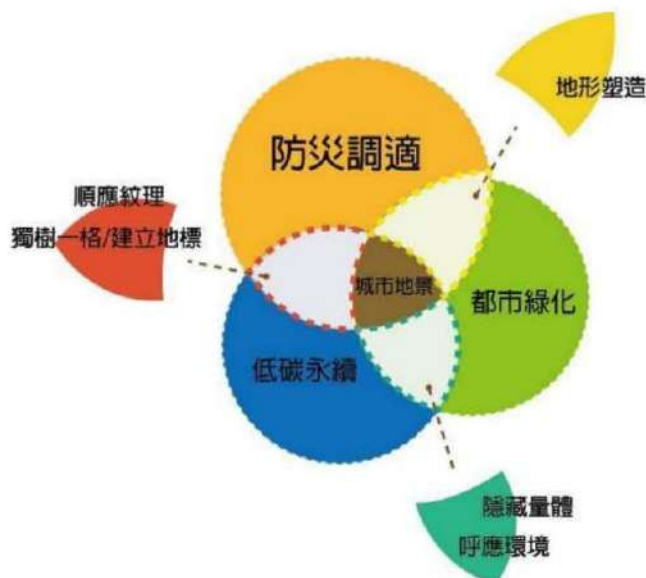 地形塑造
防災調適
順應紋理
獨樹一格/建立地標
城市地景
都市綠化
低碳永續
隱藏量體
呼應環境